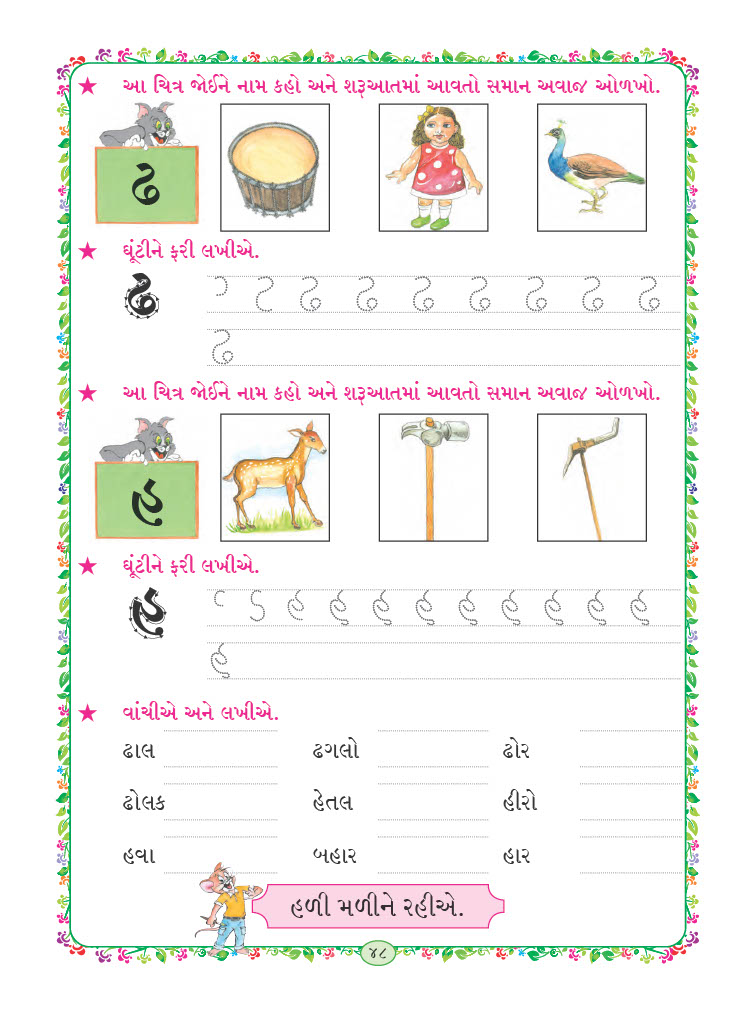 ★ આ ચિત્ર જોઈને નામ કહો અને શરૂઆતમાં આવતો સમાન અવાજ ઓળખો.
ઢ
★ ઘૂંટીને ફરી લખીએ.
ઢ ઢ ઢ ઢ ઢ ઢ ઢ ઢ
ઢ
★ આ ચિત્ર જોઈને નામ કહો અને શરૂઆતમાં આવતો સમાન અવાજ ઓળખો.
હ
★ ઘૂંટીને ફરી લખીએ.
હ હ હ હ હ હ હ હ હ
હ
★ વાંચીએ અને લખીએ.
ઢાલ ઢગલો ઢોર
ઢોલક હેતલ હીરો
હવા બહાર હાર
હળી મળીને રહીએ.
૪૮